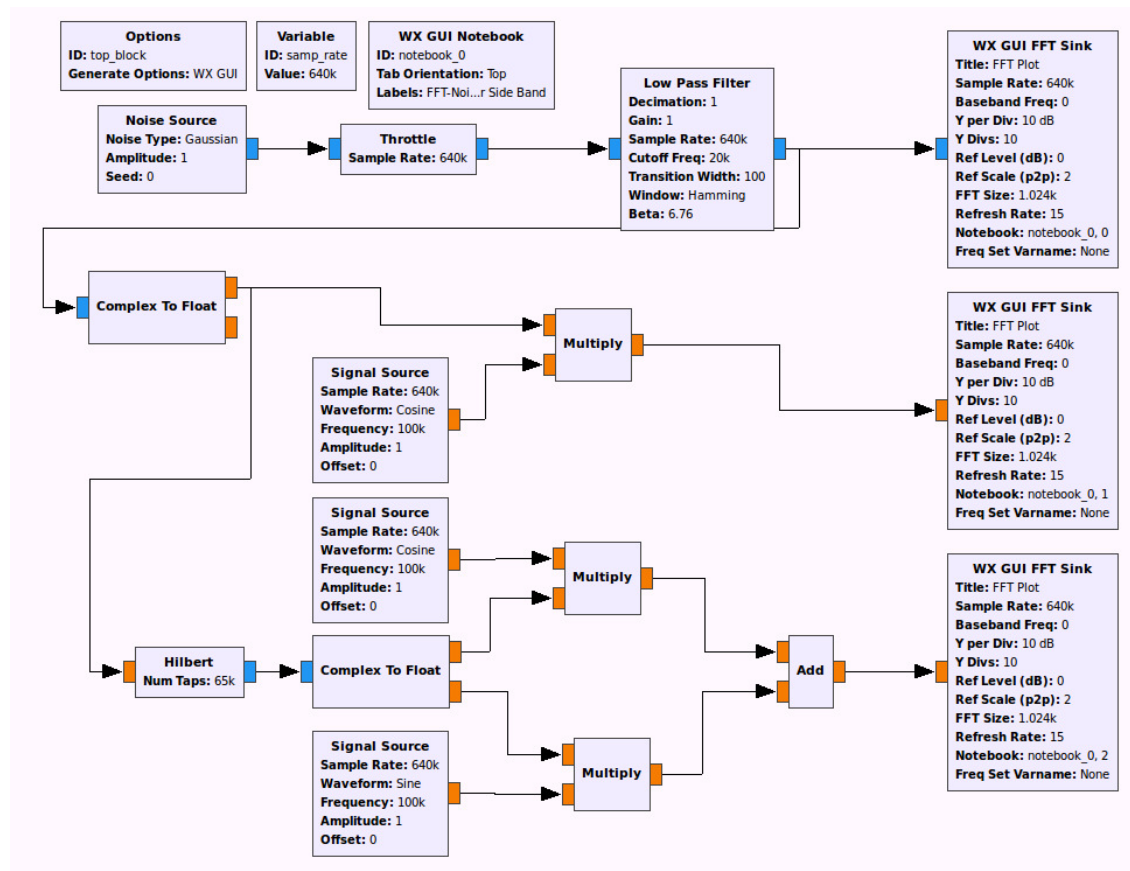 Options
ID: top_block
Generate Options: WX GUI
Variable
ID: samp_rate
Value: 640k
WX GUI Notebook
ID: notebook_0
Tab Orientation: Top
Labels: FFT-Noi...r Side Band
Noise Source
Noise Type: Gaussian
Amplitude: 1
Seed: 0
Throttle
Sample Rate: 640k
Low Pass Filter
Decimation: 1
Gain: 1
Sample Rate: 640k
Cutoff Freq: 20k
Transition Width: 100
Window: Hamming
Beta: 6.76
WX GUI FFT Sink
Title: FFT Plot
Sample Rate: 640k
Baseband Freq: 0
Y per Div: 10 dB
Y Divs: 10
Ref Level (dB): 0
Ref Scale (p2p): 2
FFT Size: 1.024k
Refresh Rate: 15
Notebook: notebook_0, 0
Freq Set Varname: None
Complex To Float
Signal Source
Sample Rate: 640k
Waveform: Cosine
Frequency: 100k
Amplitude: 1
Offset: 0
Multiply
WX GUI FFT Sink
Title: FFT Plot
Sample Rate: 640k
Baseband Freq: 0
Y per Div: 10 dB
Y Divs: 10
Ref Level (dB): 0
Ref Scale (p2p): 2
FFT Size: 1.024k
Refresh Rate: 15
Notebook: notebook_0, 1
Freq Set Varname: None
Signal Source
Sample Rate: 640k
Waveform: Cosine
Frequency: 100k
Amplitude: 1
Offset: 0
Multiply
Hilbert
Num Taps: 65k
Complex To Float
Add
Signal Source
Sample Rate: 640k
Waveform: Sine
Frequency: 100k
Amplitude: 1
Offset: 0
Multiply
WX GUI FFT Sink
Title: FFT Plot
Sample Rate: 640k
Baseband Freq: 0
Y per Div: 10 dB
Y Divs: 10
Ref Level (dB): 0
Ref Scale (p2p): 2
FFT Size: 1.024k
Refresh Rate: 15
Notebook: notebook_0, 2
Freq Set Varname: None